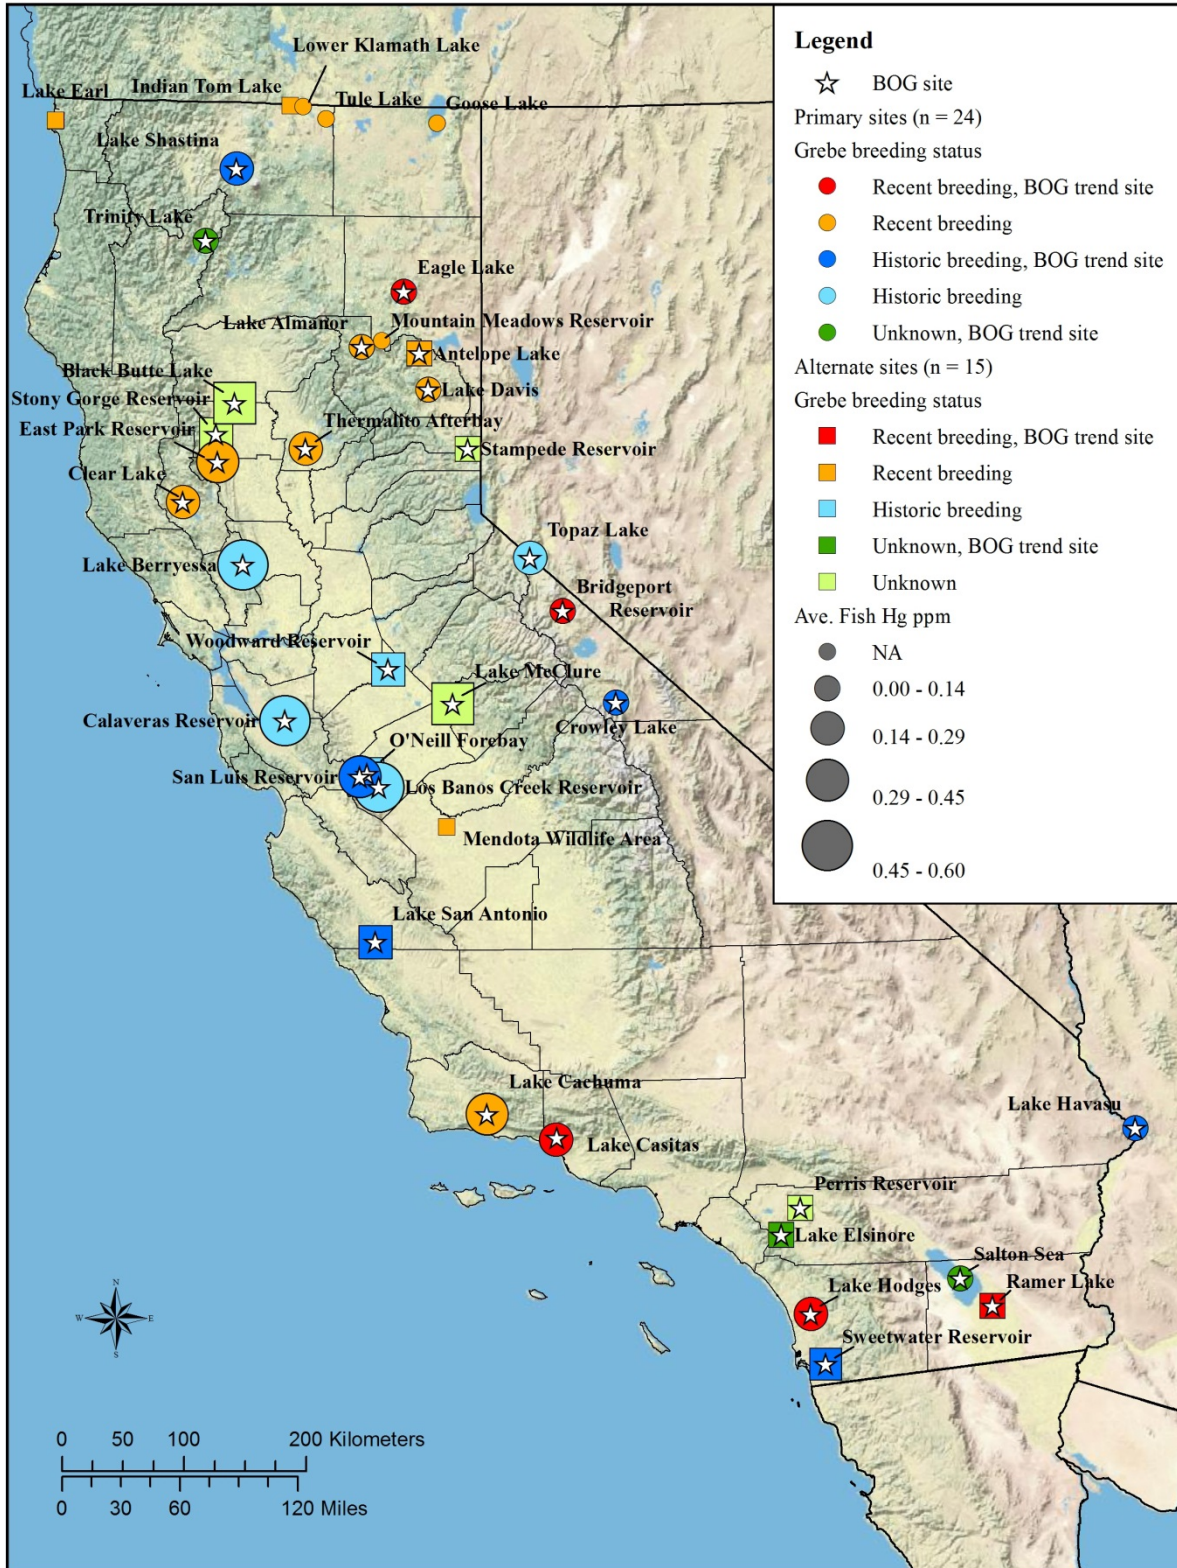 Lower Klamath Lake
Indian Tom Lake
Lake Earl
Tule Lake
Goose Lake
Lake Shastina
Trinity Lake
Eagle Lake
Lake Almanor
Mountain Meadows Reservoir
Antelope Lake
Black Butte Lake
Lake Davis
Stony Gorge Reservoir
Thermalito Afterbay
East Park Reservoir
Stampede Reservoir
Clear Lake
Topaz Lake
Lake Berryessa
Bridgeport
Reservoir
Woodward Reservoir
Lake McClure
Calaveras Reservoir
Crowley Lake
O'Neill Forebay
San Luis Reservoir
Los Banos Creek Reservoir
Mendota Wildlife Area
Lake San Antonio
Lake Cachuma
Lake Havasu
Lake Casitas
Perris Reservoir
Lake Elsinore
Salton Sea
Lake Hodges
Ramer Lake
Sweetwater Reservoir
N
W
E
S
0 50 100 200 Kilometers
0 30 60 120 Miles
Legend
BOG site
Primary sites (n = 24)
Grebe breeding status
Recent breeding, BOG trend site
Recent breeding
Historic breeding, BOG trend site
Historic breeding
Unknown, BOG trend site
Alternate sites (n = 15)
Grebe breeding status
Recent breeding, BOG trend site
Recent breeding
Historic breeding
Unknown, BOG trend site
Unknown
Ave. Fish Hg ppm
NA
0.00 - 0.14
0.14 - 0.29
0.29 - 0.45
0.45 - 0.60